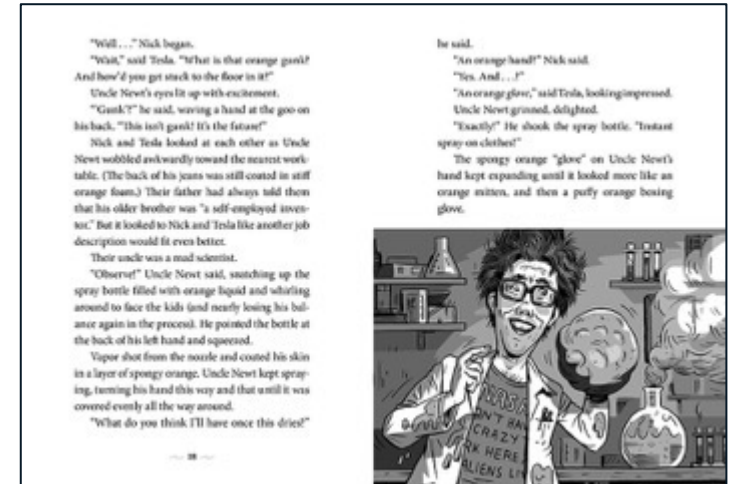 "Well . . ." Nick began.
"Wait," said Tesla. "What is that orange gunk?
And how'd you get stuck to the floor in it?"
Uncle Newt's eyes lit up with excitement.
"'Gunk'?" he said, waving a hand at the goo on
his back. "This isn't gunk! It's the future!"
Nick and Tesla looked at each other as Uncle
Newt wobbled awkwardly toward the nearest work-
table. (The back of his jeans was still coated in stiff
orange foam.) Their father had always told them
that his older brother was "a self-employed inven-
tor." But it looked to Nick and Tesla like another job
description would fit even better.
Their uncle was a mad scientist.
"Observe!" Uncle Newt said, snatching up the
spray bottle filled with orange liquid and whirling
around to face the kids (and nearly losing his bal-
ance again in the process). He pointed the bottle at
the back of his left hand and squeezed.
Vapor shot from the nozzle and coated his skin
in a layer of spongy orange. Uncle Newt kept spray-
ing, turning his hand this way and that until it was
covered evenly all the way around.
"What do you think I'll have once this dries?"
he said.
"An orange hand?" Nick said.
"Yes. And . . . ?"
"An orange glove," said Tesla, looking impressed.
Uncle Newt grinned, delighted.
"Exactly!" He shook the spray bottle. "Instant
spray-on clothes!"
The spongy orange "glove" on Uncle Newt's
hand kept expanding until it looked more like an
orange mitten, and then a puffy orange boxing
glove.
N'T HAV
CRAZY
RK HERE
ALIENS LI